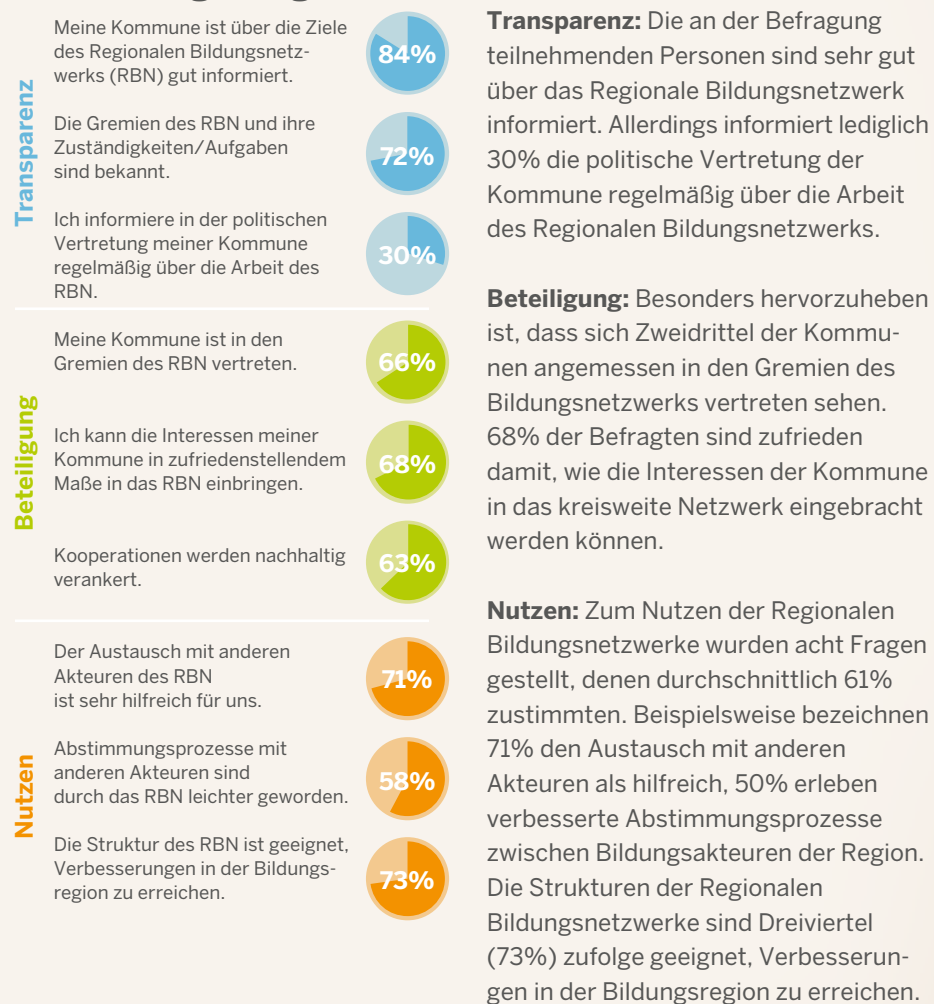 Transparenz
Meine Kommune ist über die Ziele
des Regionalen Bildungsnetz-
werks (RBN) gut informiert.
84%
Die Gremien des RBN und ihre
Zuständigkeiten/Aufgaben
sind bekannt.
72%
Ich informiere in der politischen
Vertretung meiner Kommune
regelmäßig über die Arbeit des
RBN.
30%
Beteiligung
Meine Kommune ist in den
Gremien des RBN vertreten.
66%
Ich kann die Interessen meiner
Kommune in zufriedenstellendem
Maße in das RBN einbringen.
68%
Kooperationen werden nachhaltig
verankert.
63%
Nutzen
Der Austausch mit anderen
Akteuren des RBN
ist sehr hilfreich für uns.
71%
Abstimmungsprozesse mit
anderen Akteuren sind
durch das RBN leichter geworden.
58%
Die Struktur des RBN ist geeignet,
Verbesserungen in der Bildungs-
region zu erreichen.
73%
Transparenz: Die an der Befragung
teilnehmenden Personen sind sehr gut
über das Regionale Bildungsnetzwerk
informiert. Allerdings informiert lediglich
30% die politische Vertretung der
Kommune regelmäßig über die Arbeit
des Regionalen Bildungsnetzwerks.
Beteiligung: Besonders hervorzuheben
ist, dass sich Zweidrittel der Kommu-
nen angemessen in den Gremien des
Bildungsnetzwerks vertreten sehen.
68% der Befragten sind zufrieden
damit, wie die Interessen der Kommune
in das kreisweite Netzwerk eingebracht
werden können.
Nutzen: Zum Nutzen der Regionalen
Bildungsnetzwerke wurden acht Fragen
gestellt, denen durchschnittlich 61%
zustimmten. Beispielsweise bezeichnen
71% den Austausch mit anderen
Akteuren als hilfreich, 50% erleben
verbesserte Abstimmungsprozesse
zwischen Bildungsakteuren der Region.
Die Strukturen der Regionalen
Bildungsnetzwerke sind Dreiviertel
(73%) zufolge geeignet, Verbesserun-
gen in der Bildungsregion zu erreichen.